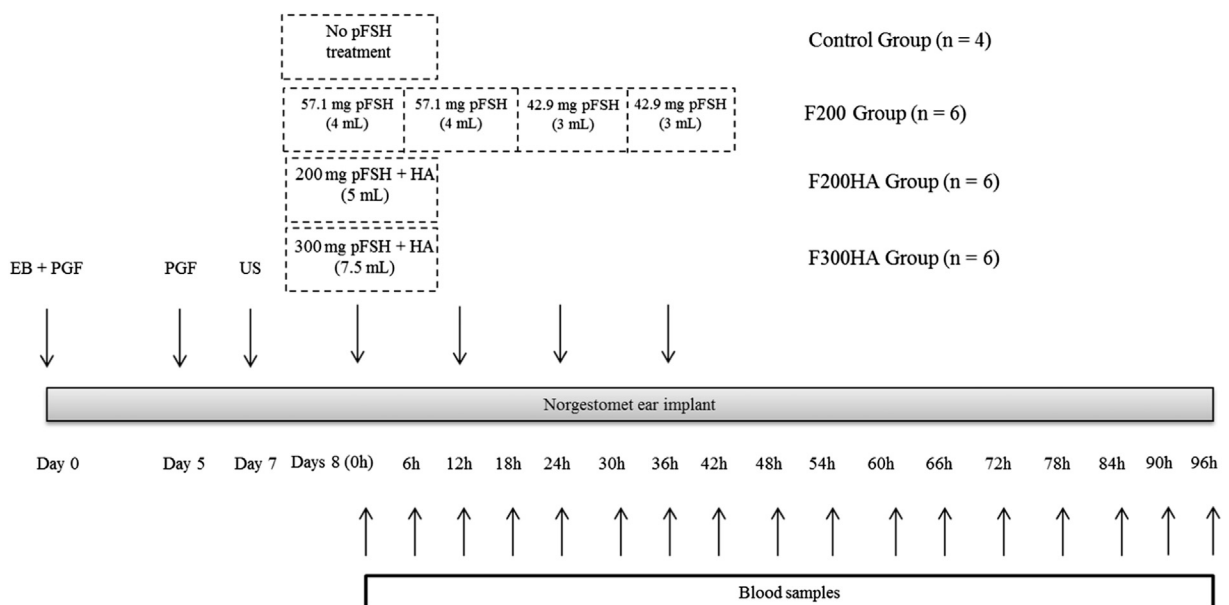 No pFSH
treatment
Control Group (n = 4)
57.1 mg pFSH
(4 mL)
57.1 mg pFSH
(4 mL)
42.9 mg pFSH
(3 mL)
42.9 mg pFSH
(3 mL)
F200 Group (n = 6)
200 mg pFSH + HA
(5 mL)
F200HA Group (n = 6)
300 mg pFSH + HA
(7.5 mL)
F300HA Group (n = 6)
EB + PGF PGF US
Norgestomet ear implant
Day 0 Day 5 Day 7 Days 8 (0h) 6h 12h 18h 24h 30h 36h 42h 48h 54h 60h 66h 72h 78h 84h 90h 96h
Blood samples